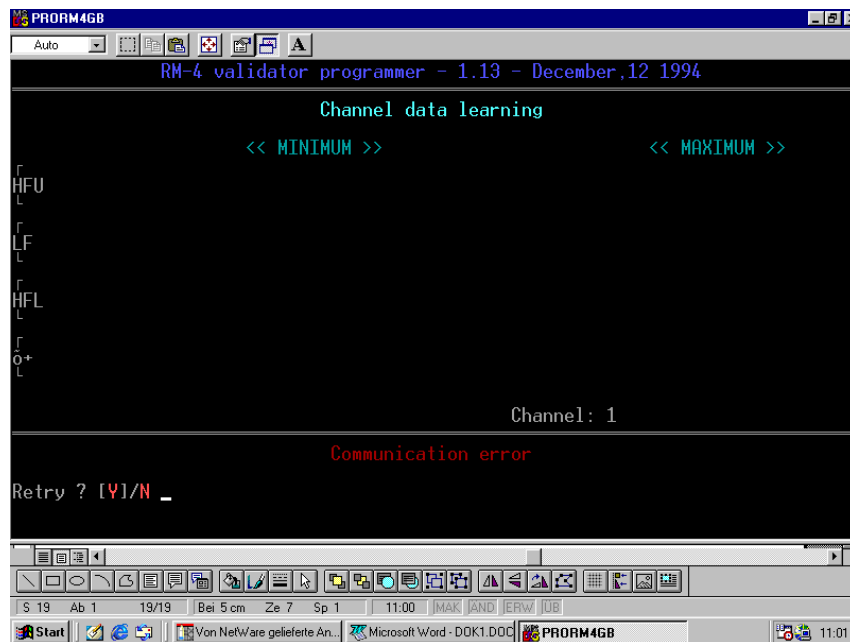 PRORM4GB
Auto
A
RM-4 validator programmer - 1.13 - December,12 1994
Channel data learning
<< MINIMUM >> << MAXIMUM >>
HFU
LF
HFL
õ+
Channel: 1
Communication error
Retry ? [Y]/N _
S 19 Ab 1 19/19 Bei 5 cm Ze 7 Sp 1 11:00 MAK ÄND ERW ÜB
Start Von NetWare gelieferte An... Microsoft Word - DOK1.DOC PRORM4GB 11:01